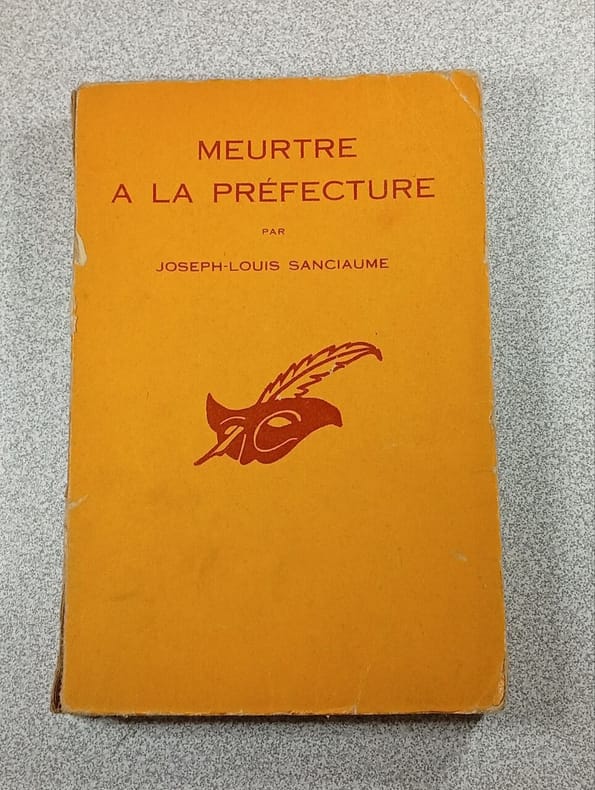 MEURTRE
A LA PRÉFECTURE
PAR
JOSEPH-LOUIS SANCIAUME